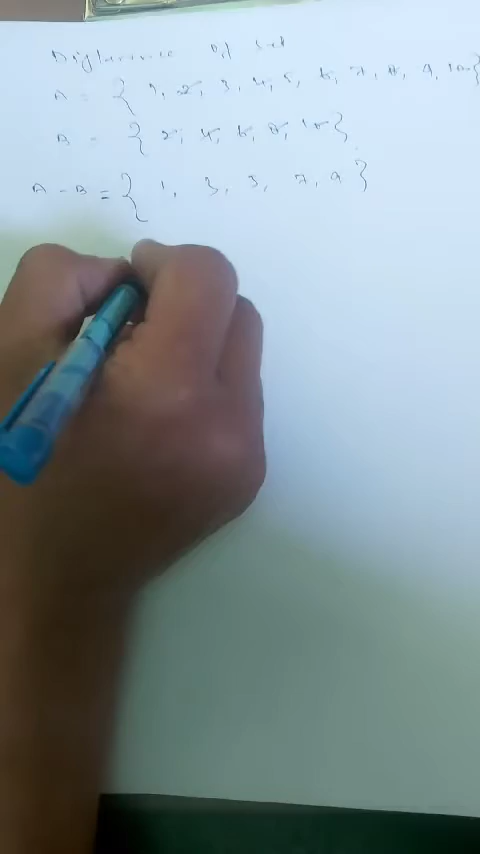 Difference of set
A = { 1, 2, 3, 4, 5, 6, 7, 8, 9, 10 }
B = { 2, 4, 6, 8, 10 }
A - B = { 1, 3, 5, 7, 9 }